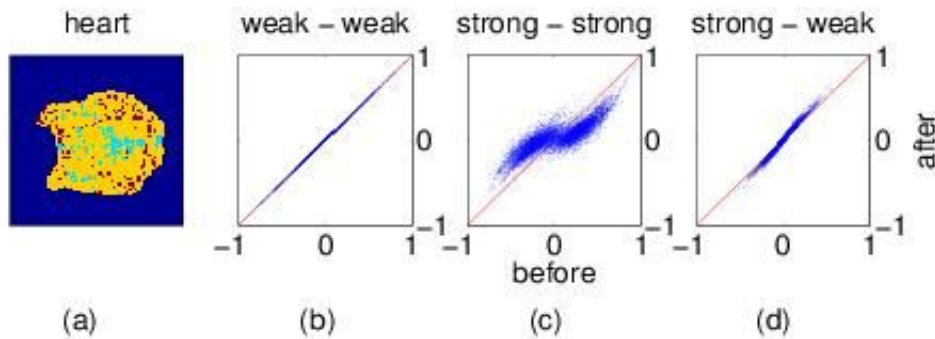 heart
weak – weak
strong – strong
strong – weak
1
0
–1
–1 0 1
1
0
–1
–1 0 1
1
0
–1
–1 0 1
before
after
(a)
(b)
(c)
(d)